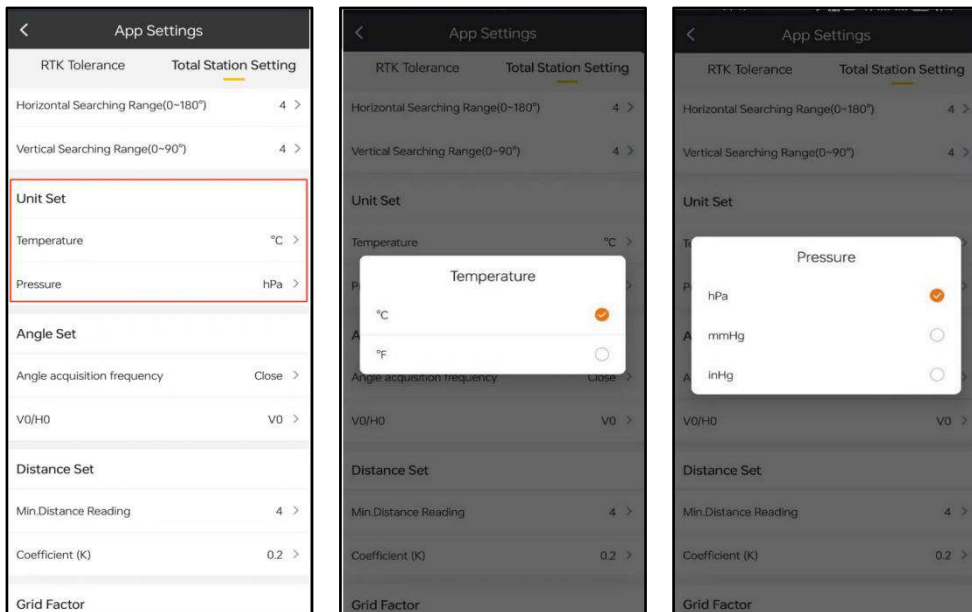 App Settings
RTK Tolerance Total Station Setting
Horizontal Searching Range(0~180°) 4
Vertical Searching Range(0~90°) 4
Unit Set
Temperature °C
Pressure hPa
Angle Set
Angle acquisition frequency Close
V0/H0 V0
Distance Set
Min.Distance Reading 4
Coefficient (K) 0.2
Grid Factor
App Settings
RTK Tolerance Total Station Setting
Horizontal Searching Range(0~180°) 4
Vertical Searching Range(0~90°) 4
Unit Set
Temperature °C
Temperature
°C
°F
Angle acquisition frequency Close
V0/H0 V0
Distance Set
Min.Distance Reading 4
Coefficient (K) 0.2
Grid Factor
App Settings
RTK Tolerance Total Station Setting
Horizontal Searching Range(0~180°) 4
Vertical Searching Range(0~90°) 4
Unit Set
Pressure
hPa
mmHg
inHg
V0/H0 V0
Distance Set
Min.Distance Reading 4
Coefficient (K) 0.2
Grid Factor